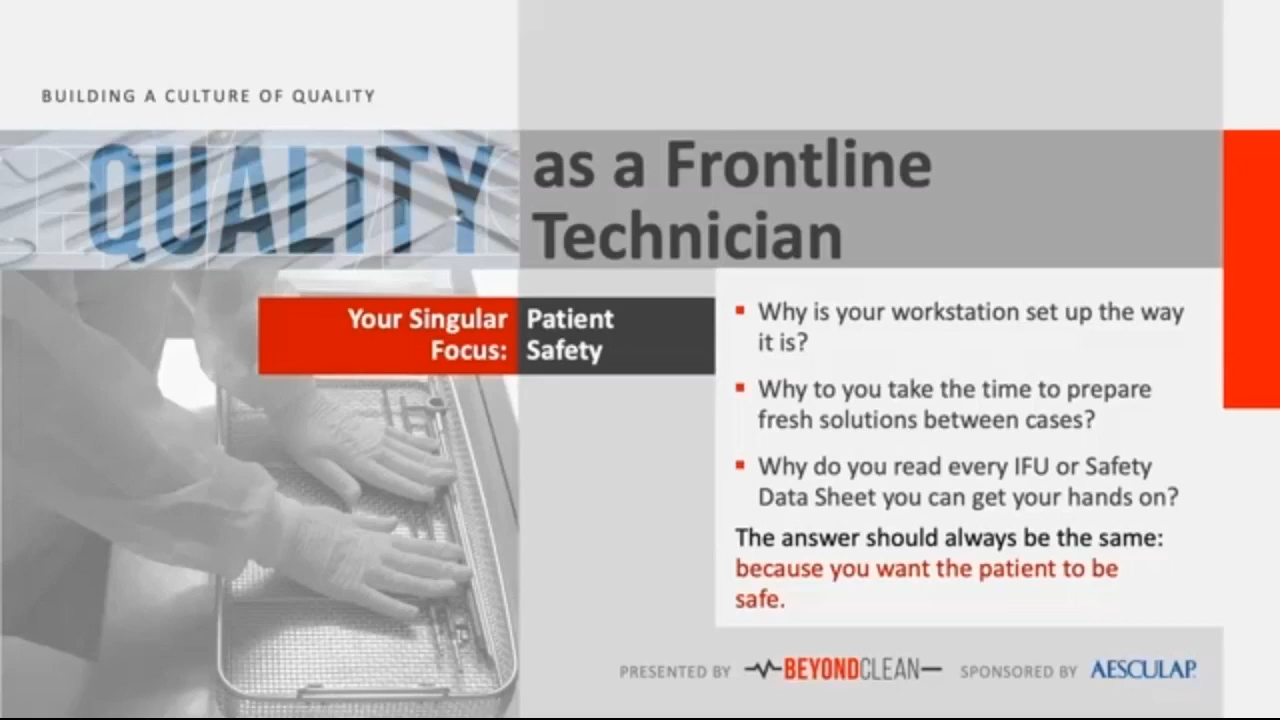 BUILDING A CULTURE OF QUALITY
QUALITY as a Frontline
Technician
Your Singular Patient
Focus: Safety
Why is your workstation set up the way
it is?
Why to you take the time to prepare
fresh solutions between cases?
Why do you read every IFU or Safety
Data Sheet you can get your hands on?
The answer should always be the same:
because you want the patient to be
safe.
PRESENTED BY BEYONDCLEAN SPONSORED BY AESCULAP